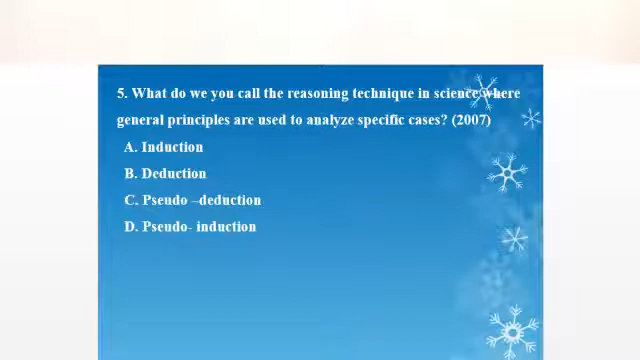 5. What do we you call the reasoning technique in science where
general principles are used to analyze specific cases? (2007)
A. Induction
B. Deduction
C. Pseudo –deduction
D. Pseudo- induction